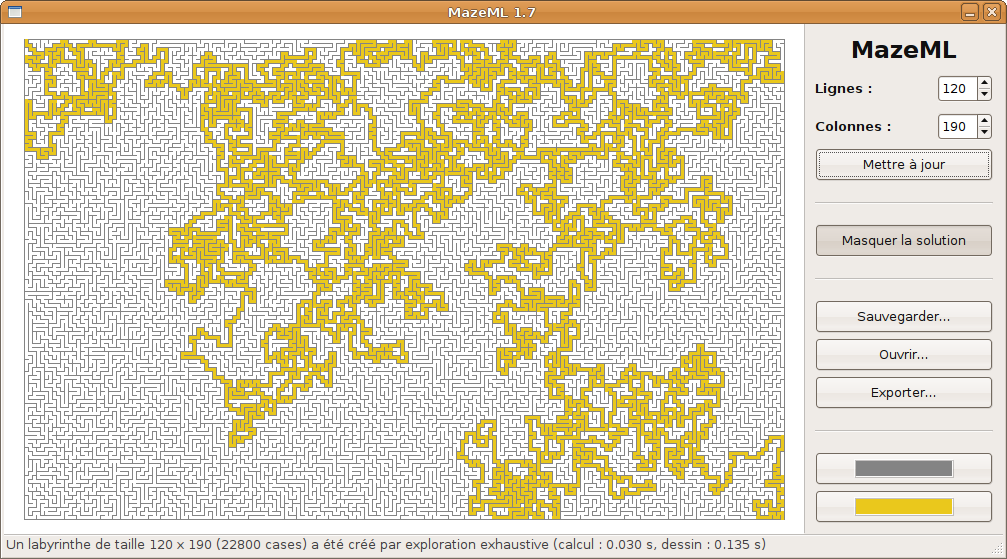 MazeML 1.7
MazeML
Lignes : 120
Colonnes : 190
Mettre à jour
Masquer la solution
Sauvegarder...
Ouvrir...
Exporter...
Un labyrinthe de taille 120 x 190 (22800 cases) a été créé par exploration exhaustive (calcul : 0.030 s, dessin : 0.135 s)